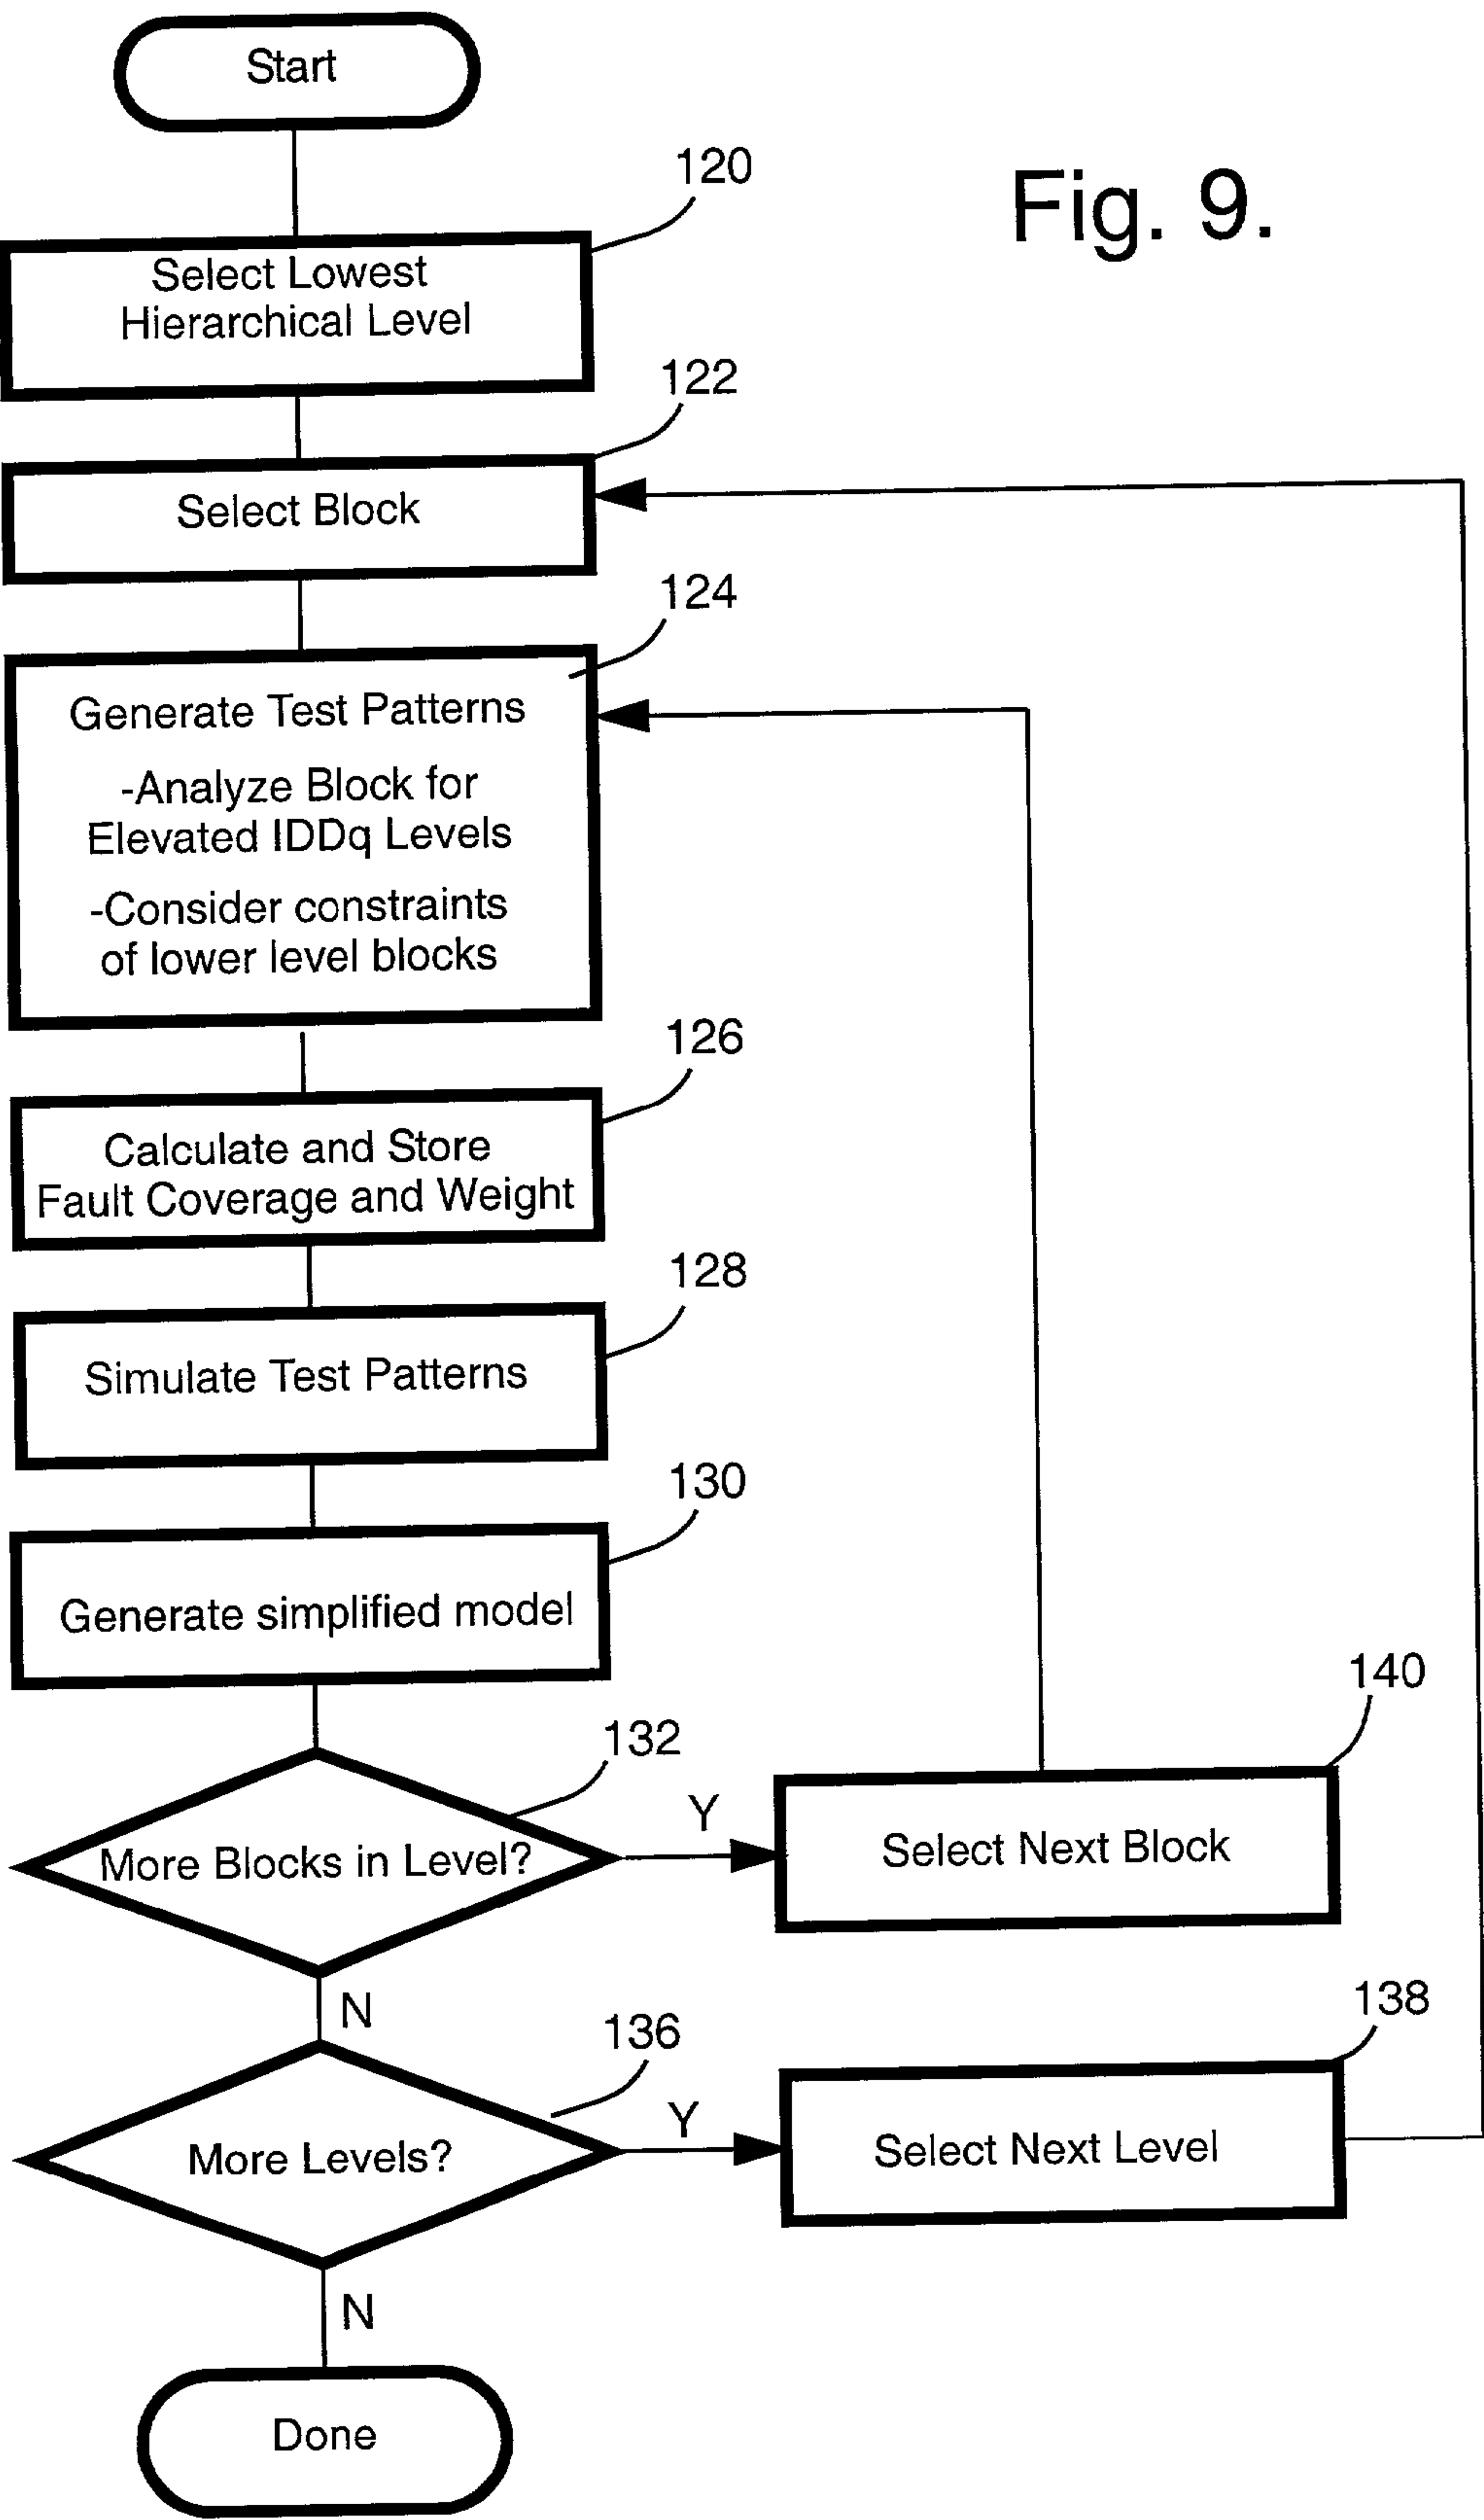 Start
Fig. 9.
120
Select Lowest
Hierarchical Level
122
Select Block
124
Generate Test Patterns
-Analyze Block for
Elevated IDDq Levels
-Consider constraints
of lower level blocks
126
Calculate and Store
Fault Coverage and Weight
128
Simulate Test Patterns
130
Generate simplified model
132
More Blocks in Level?
Y
140
Select Next Block
N
136
More Levels?
Y
138
Select Next Level
N
Done